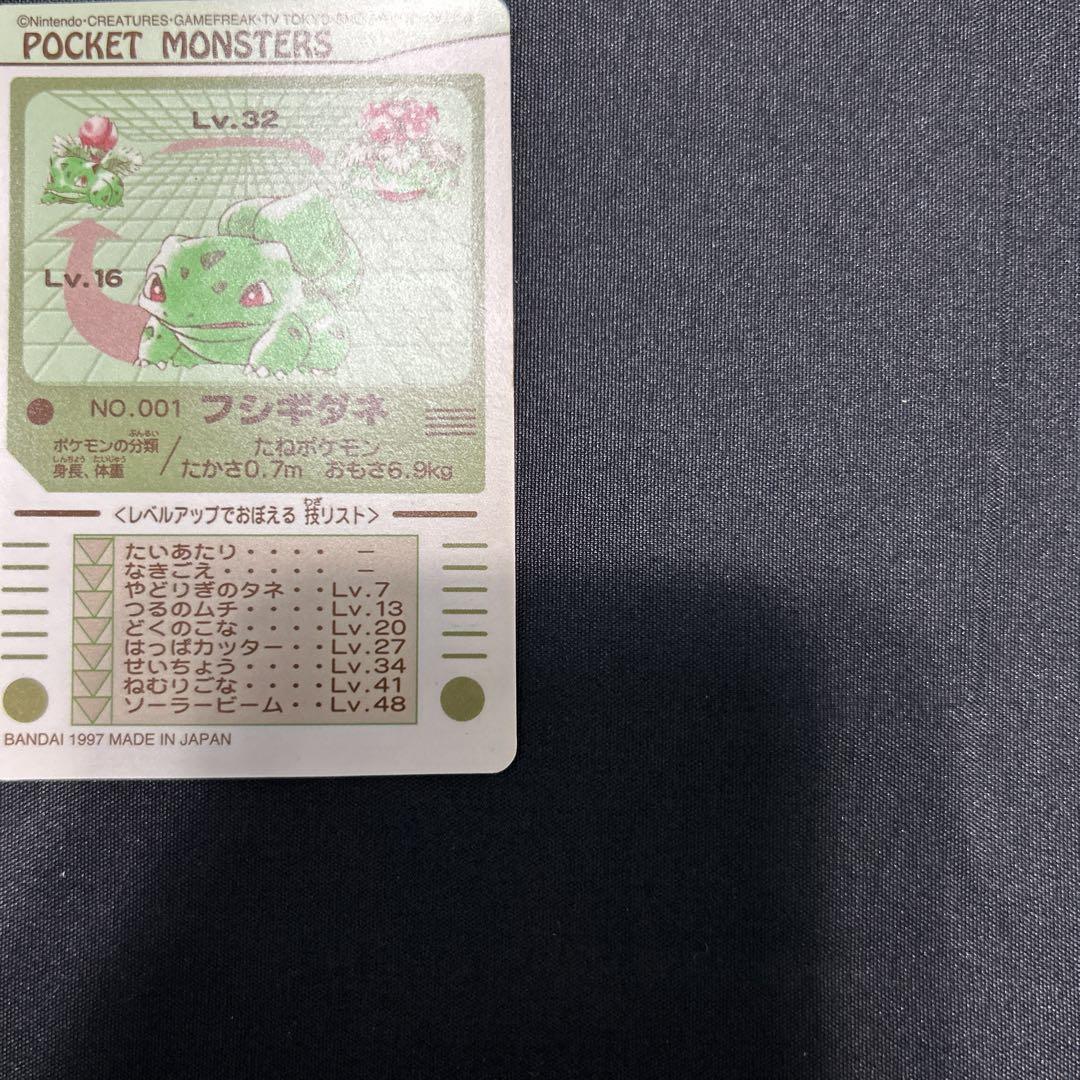 ©Nintendo・CREATURES・GAMEFREAK・TV TOKYO
POCKET MONSTERS
Lv.32
Lv.16
NO.001 フシギダネ
ポケモンの分類 たねポケモン
ぶんるい
しんちょう たいじゅう
身長、体重 たかさ0.7m おもさ6.9kg
わざ
<レベルアップでおぼえる 技リスト>
たいあたり・・・・ －
なきごえ・・・・・ －
やどりぎのタネ・・Lv.7
つるのムチ・・・・Lv.13
どくのこな・・・・Lv.20
はっぱカッター・・Lv.27
せいちょう・・・・Lv.34
ねむりごな・・・・Lv.41
ソーラービーム・・Lv.48
BANDAI 1997 MADE IN JAPAN